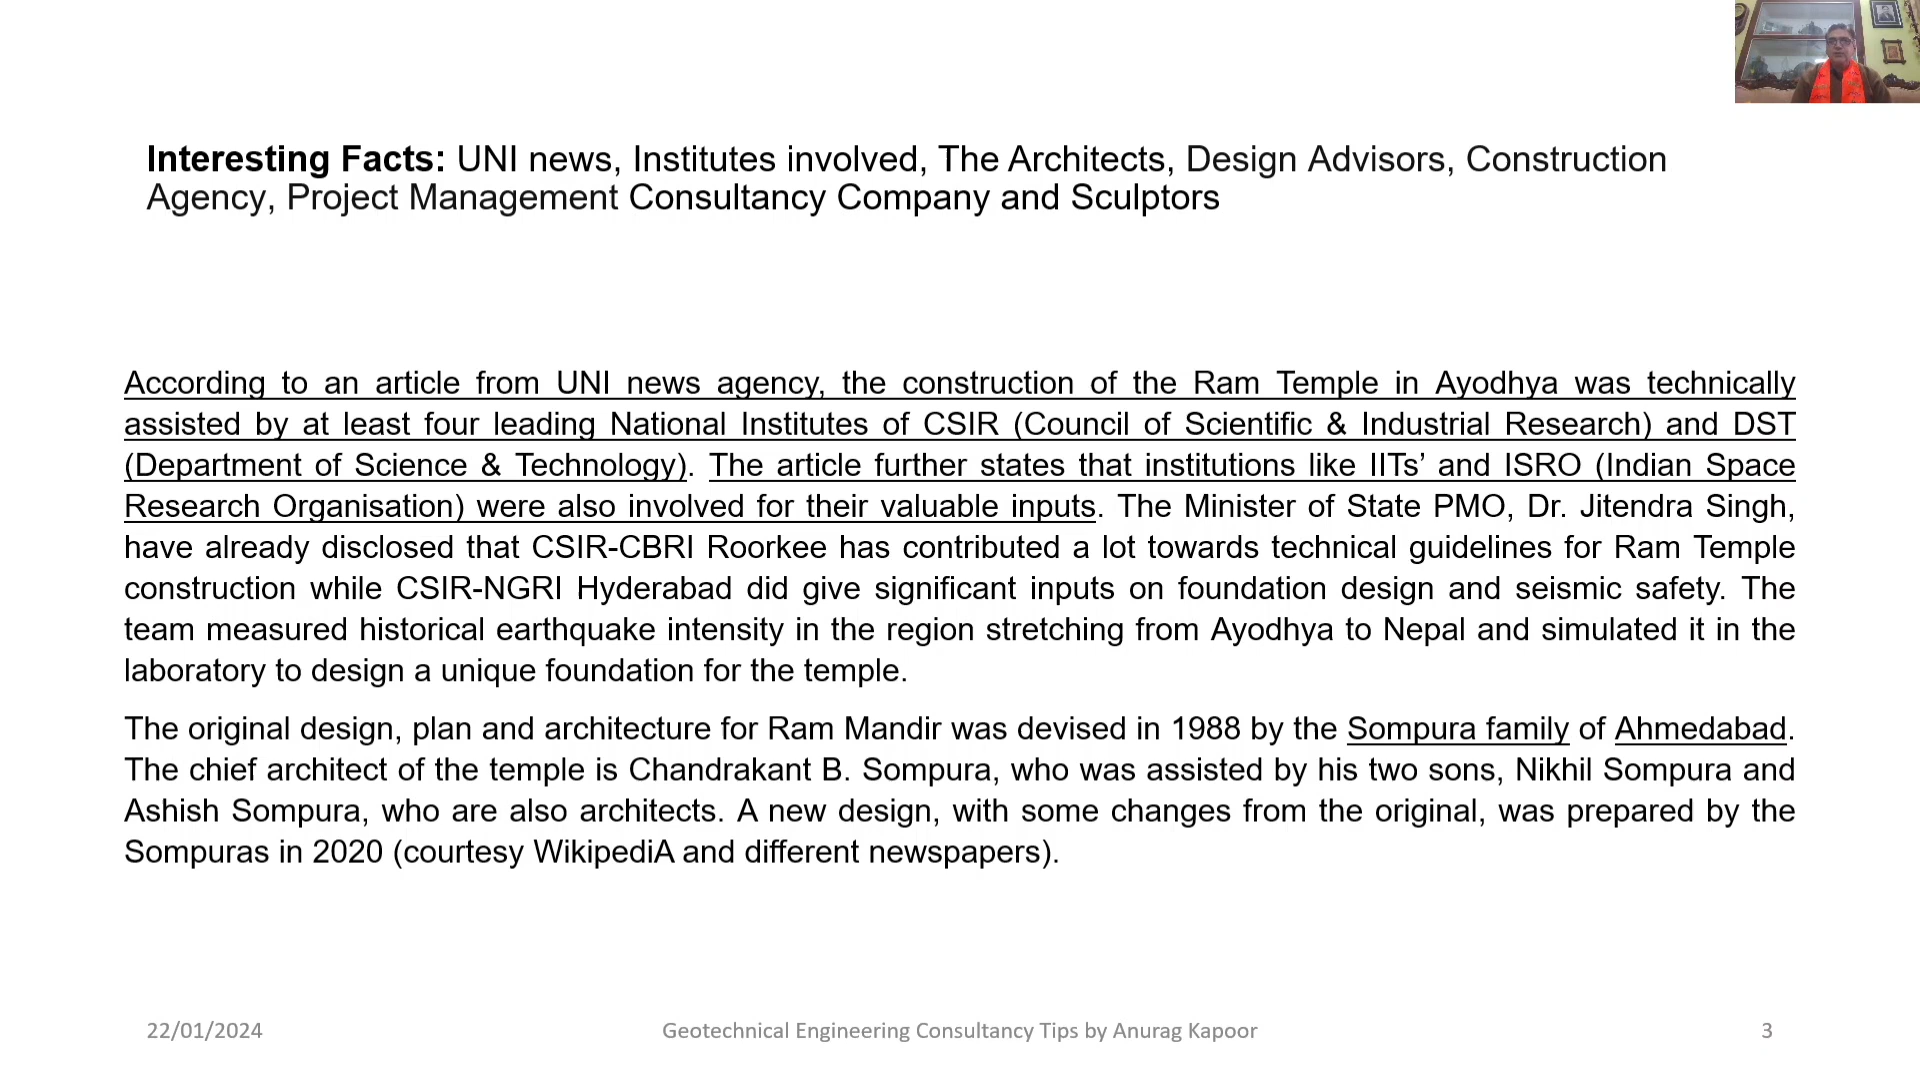 Interesting Facts: UNI news, Institutes involved, The Architects, Design Advisors, Construction
Agency, Project Management Consultancy Company and Sculptors
According to an article from UNI news agency, the construction of the Ram Temple in Ayodhya was technically
assisted by at least four leading National Institutes of CSIR (Council of Scientific & Industrial Research) and DST
(Department of Science & Technology). The article further states that institutions like IITs’ and ISRO (Indian Space
Research Organisation) were also involved for their valuable inputs. The Minister of State PMO, Dr. Jitendra Singh,
have already disclosed that CSIR-CBRI Roorkee has contributed a lot towards technical guidelines for Ram Temple
construction while CSIR-NGRI Hyderabad did give significant inputs on foundation design and seismic safety. The
team measured historical earthquake intensity in the region stretching from Ayodhya to Nepal and simulated it in the
laboratory to design a unique foundation for the temple.
The original design, plan and architecture for Ram Mandir was devised in 1988 by the Sompura family of Ahmedabad.
The chief architect of the temple is Chandrakant B. Sompura, who was assisted by his two sons, Nikhil Sompura and
Ashish Sompura, who are also architects. A new design, with some changes from the original, was prepared by the
Sompuras in 2020 (courtesy WikipediA and different newspapers).
22/01/2024
Geotechnical Engineering Consultancy Tips by Anurag Kapoor
3